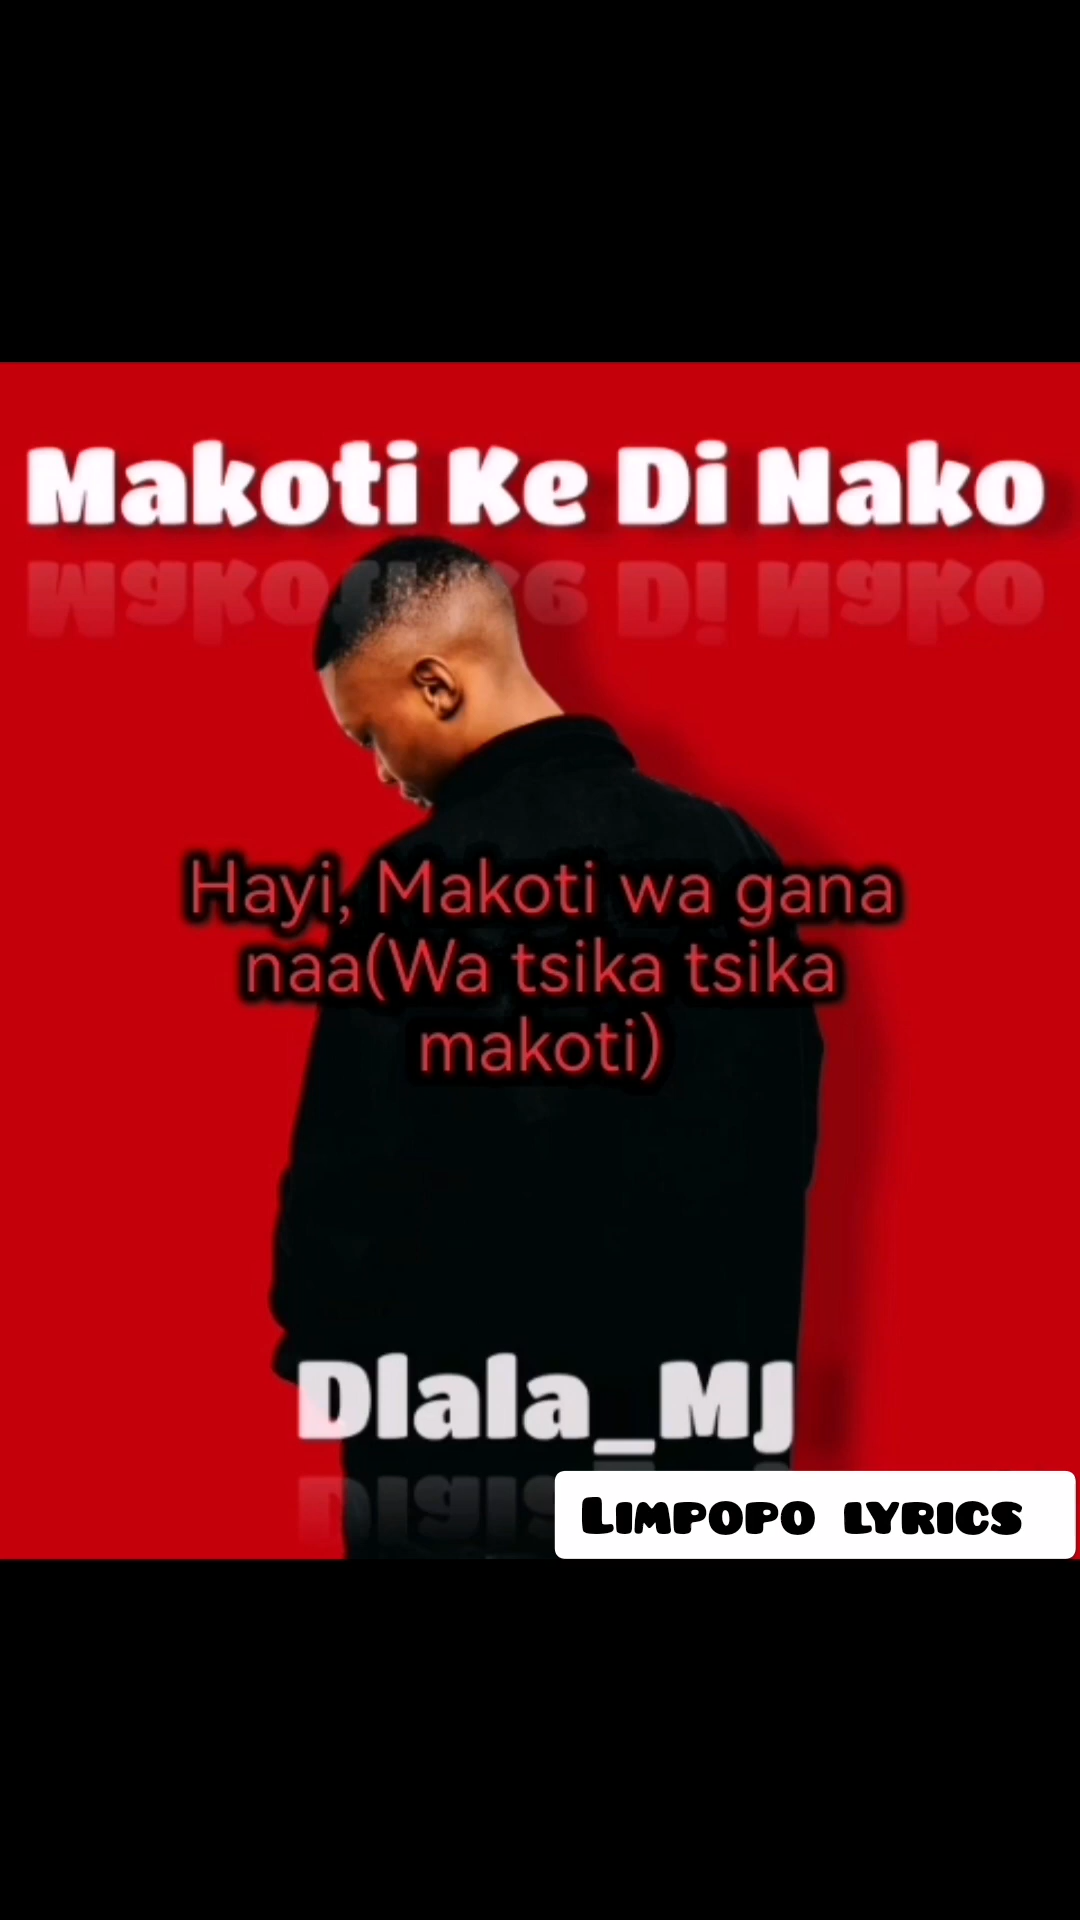 Makoti Ke Di Nako
Hayi, Makoti wa gana
naa(Wa tsika tsika
makoti)
Dlala_MJ
Limpopo lyrics